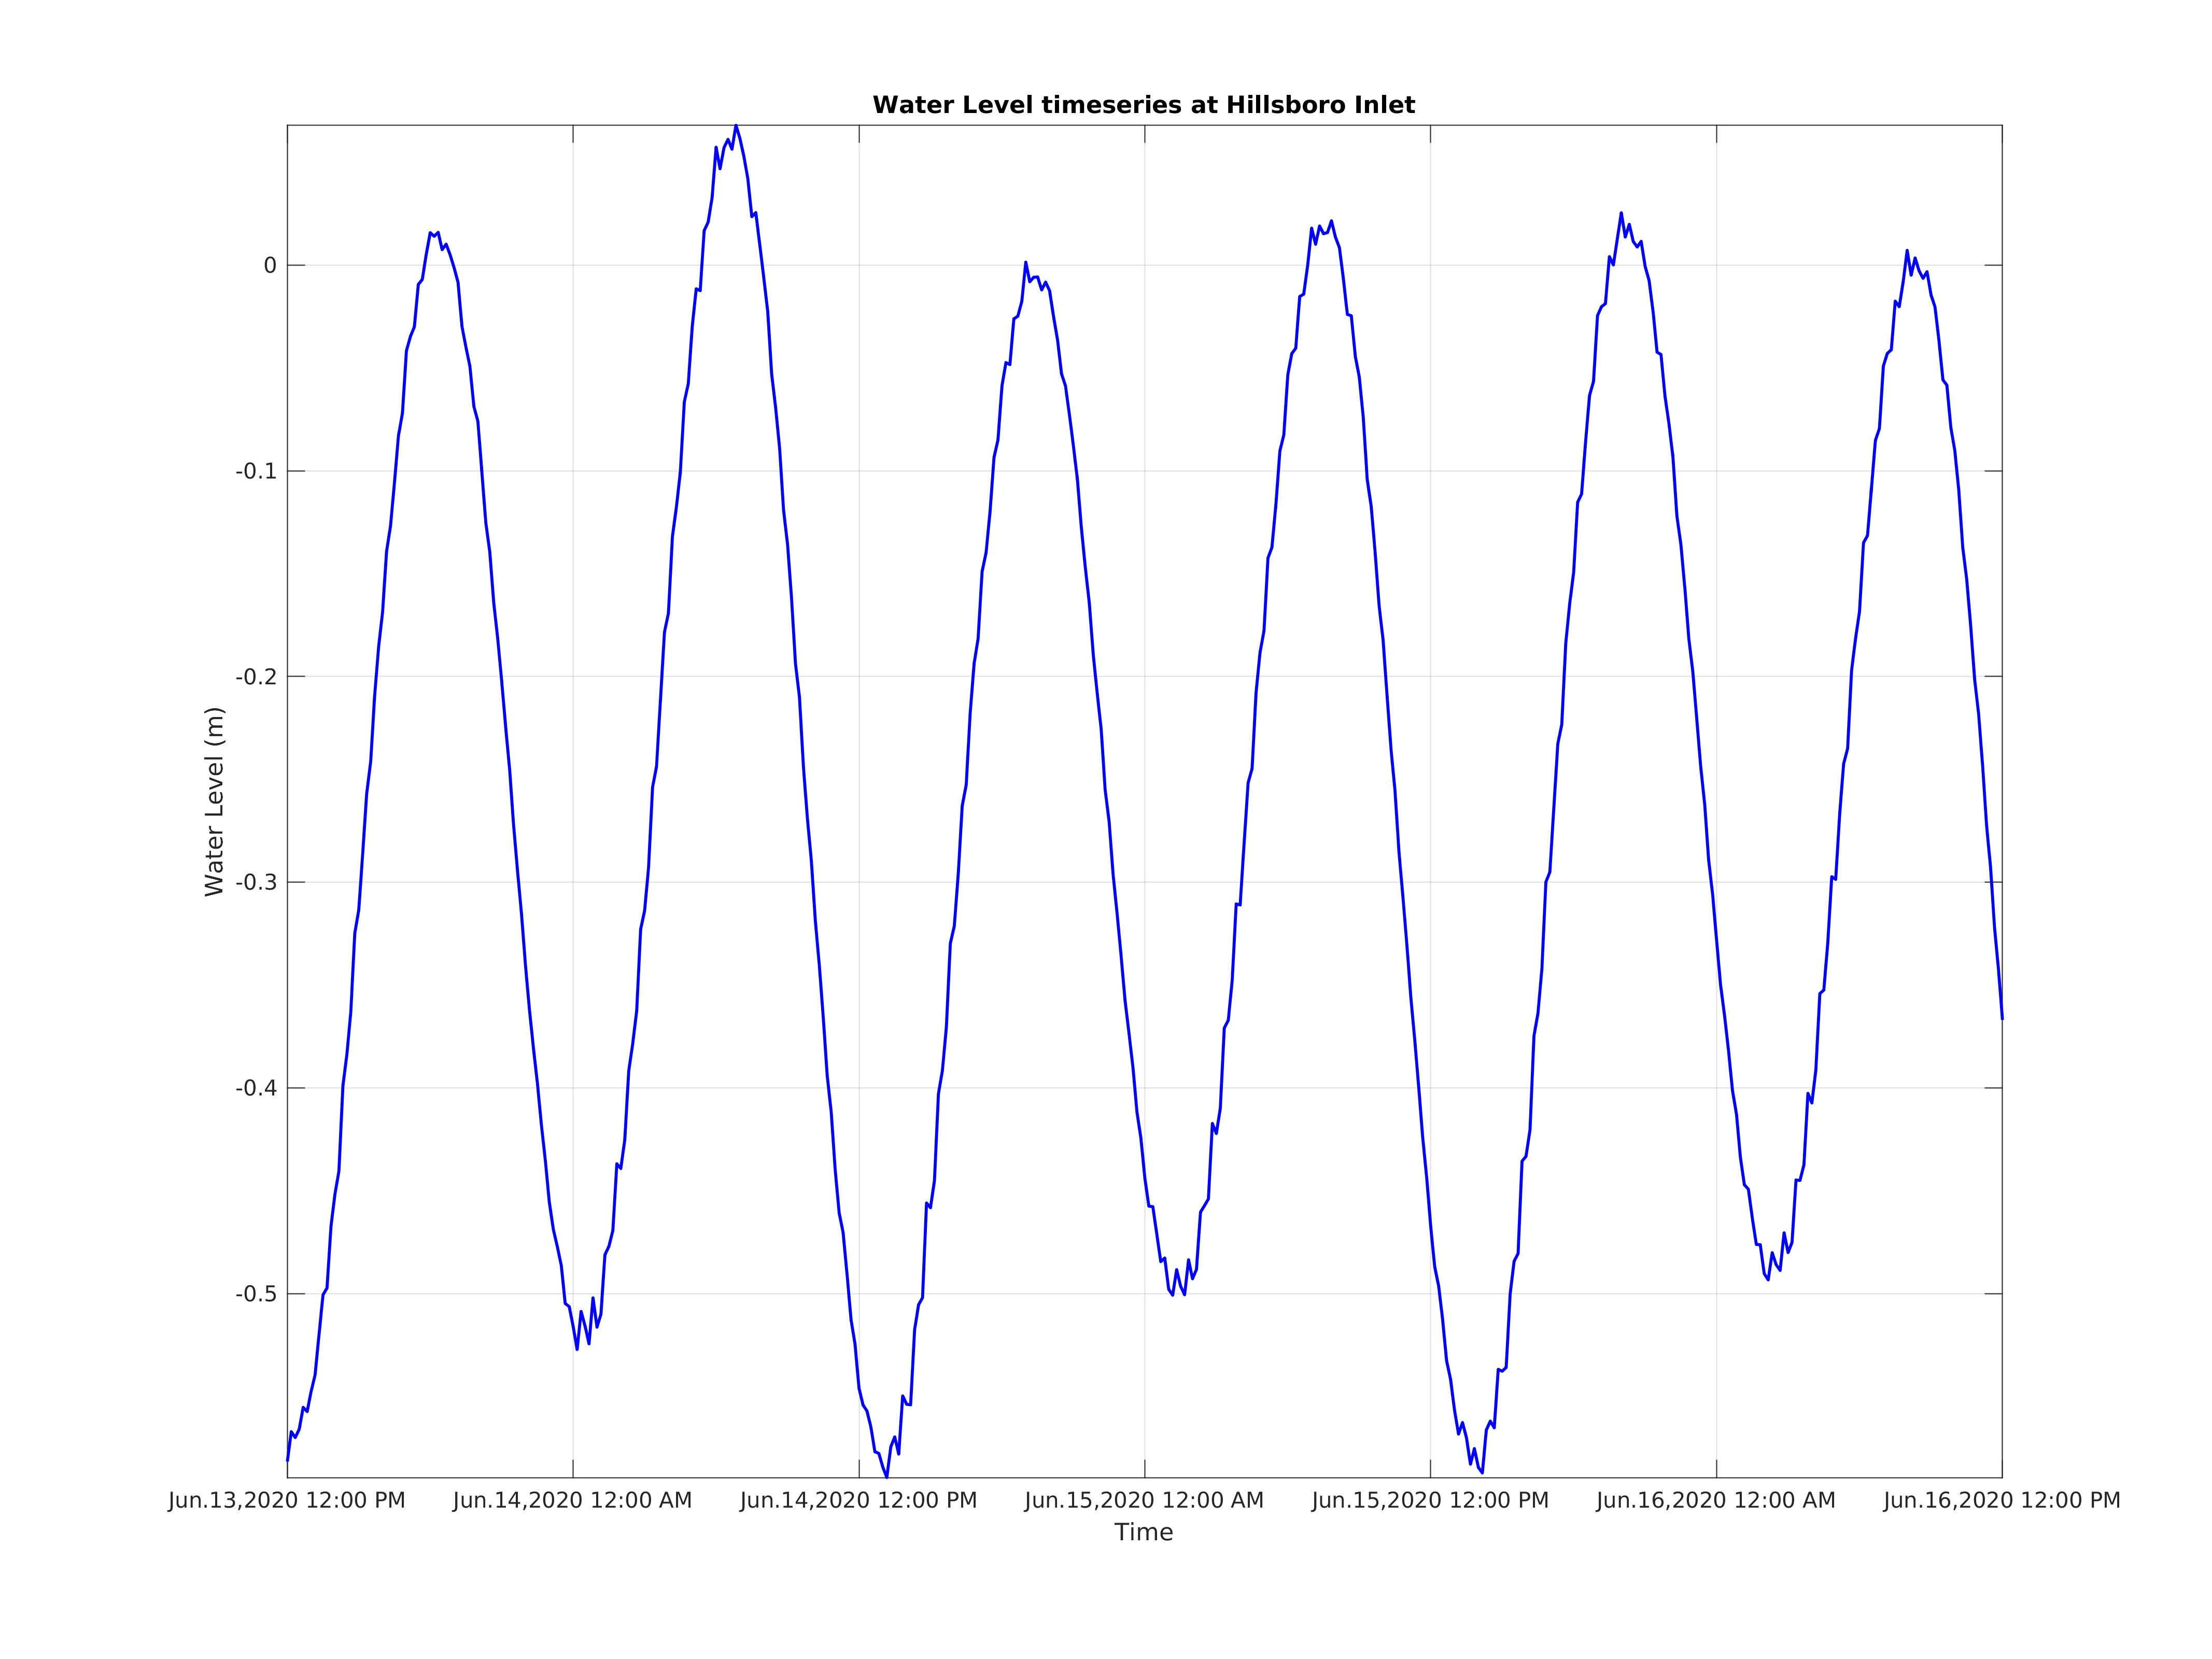 Water Level timeseries at Hillsboro Inlet
0
-0.1
-0.2
-0.3
-0.4
-0.5
Water Level (m)
Jun.13,2020 12:00 PM
Jun.14,2020 12:00 AM
Jun.14,2020 12:00 PM
Jun.15,2020 12:00 AM
Jun.15,2020 12:00 PM
Jun.16,2020 12:00 AM
Jun.16,2020 12:00 PM
Time